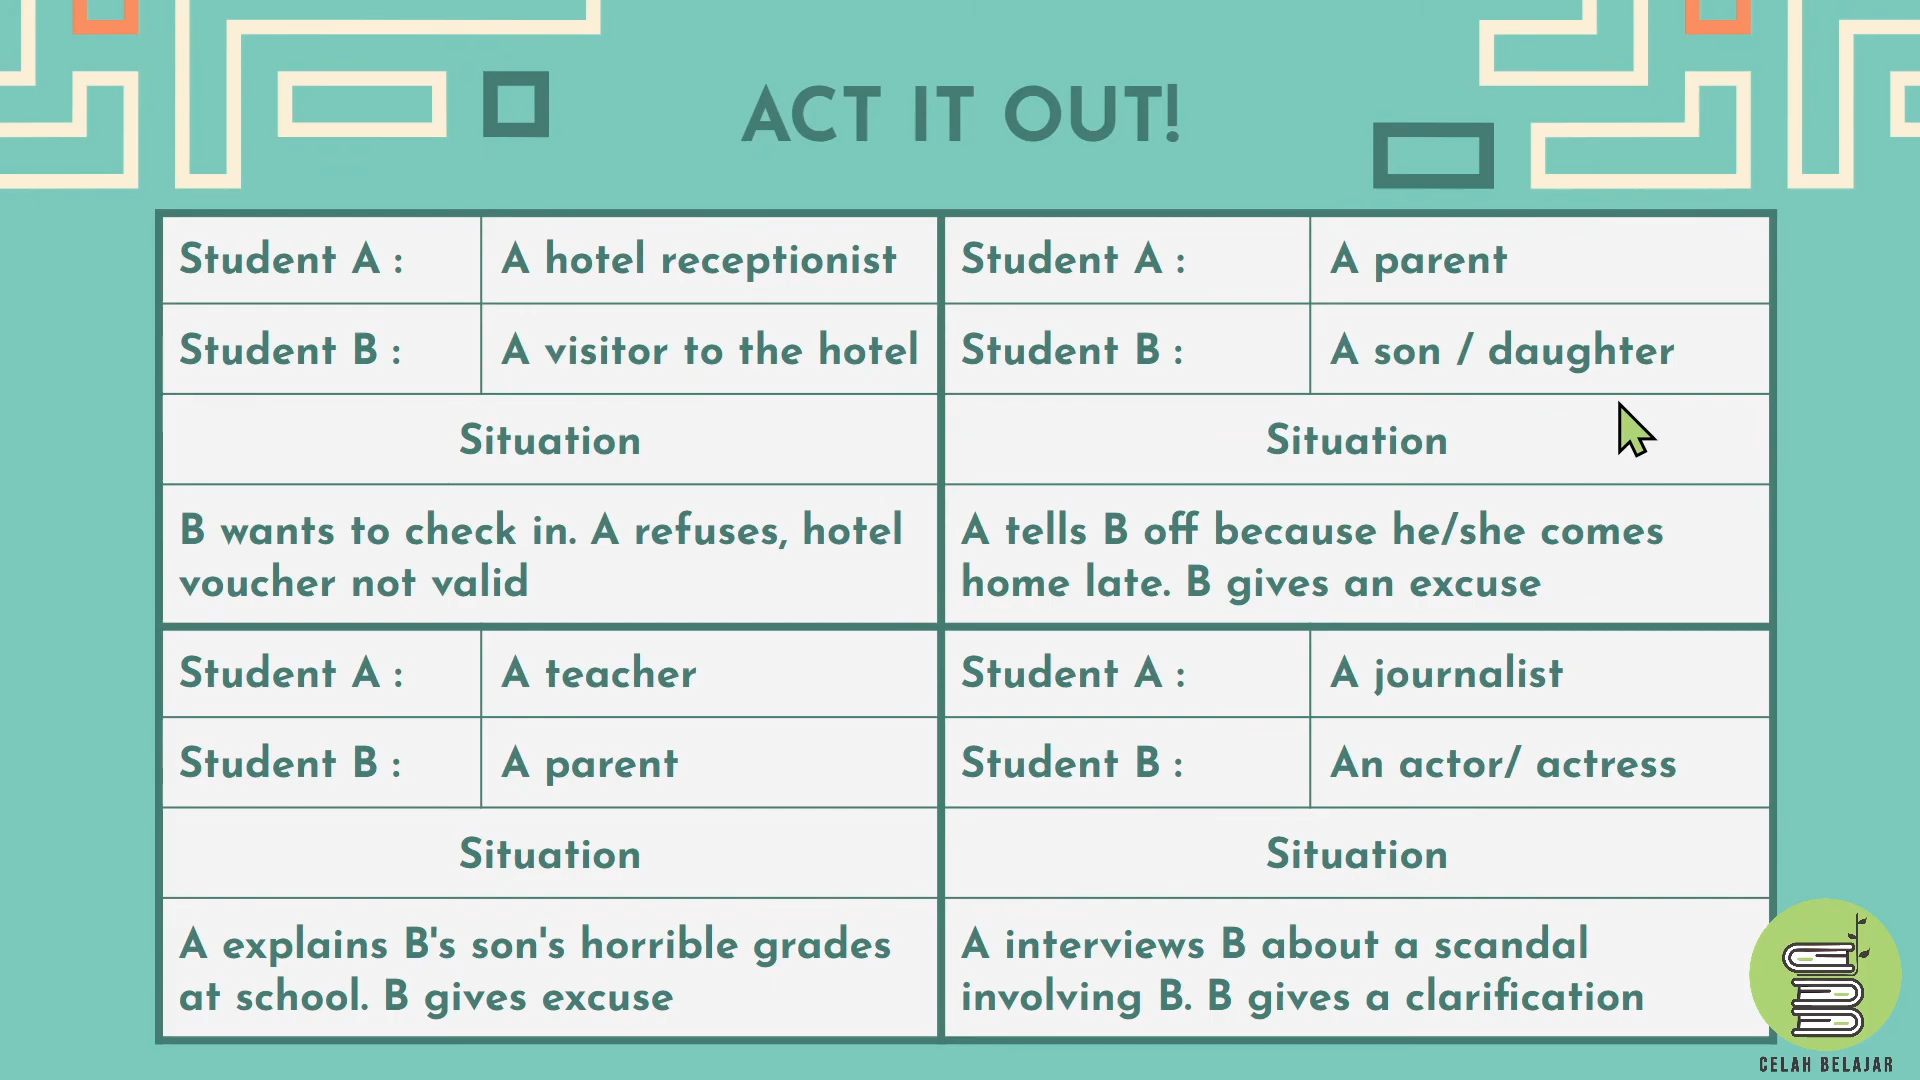 ACT IT OUT!
Student A : A hotel receptionist
Student B : A visitor to the hotel
Situation
B wants to check in. A refuses, hotel
voucher not valid
Student A : A parent
Student B : A son / daughter
Situation
A tells B off because he/she comes
home late. B gives an excuse
Student A : A teacher
Student B : A parent
Situation
A explains B's son's horrible grades
at school. B gives excuse
Student A : A journalist
Student B : An actor/ actress
Situation
A interviews B about a scandal
involving B. B gives a clarification
CELAH BELAJAR